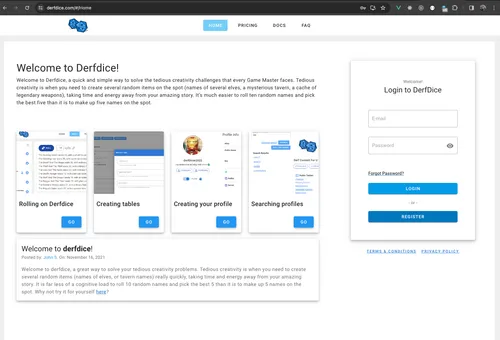 derfdice.com/#/home
HOME
PRICING
DOCS
FAQ
Welcome to Derfdice!
Welcome to Derfdice, a quick and simple way to solve the tedious creativity challenges that every Game Master faces. Tedious
creativity is when you need to create several random items on the spot (names of several elves, a mysterious tavern, a cache of
legendary weapons), taking time and energy away from your amazing story. It's much easier to roll ten random names and pick
the best five than it is to make up five names on the spot.
Rolling on Derfdice
GO
Creating tables
GO
Profile Info
Creating your profile
GO
Searching profiles
GO
Welcome to derfdice!
Posted by: John S. On: November 16, 2021
Welcome to derfdice, a great way to solve your tedious creativity problems. Tedious creativity is when you need to create
several random items (names of elves, or tavern names) really quickly, taking time and energy away from your amazing
story. It is far less of a cognitive load to roll 10 random names and pick the best 5 than it is to make up 5 names on the
spot. Why not try it for yourself here?
Welcome!
Login to DerfDice
E-mail
Password
Forgot Password?
LOGIN
- or -
REGISTER
TERMS & CONDITIONS
PRIVACY POLICY